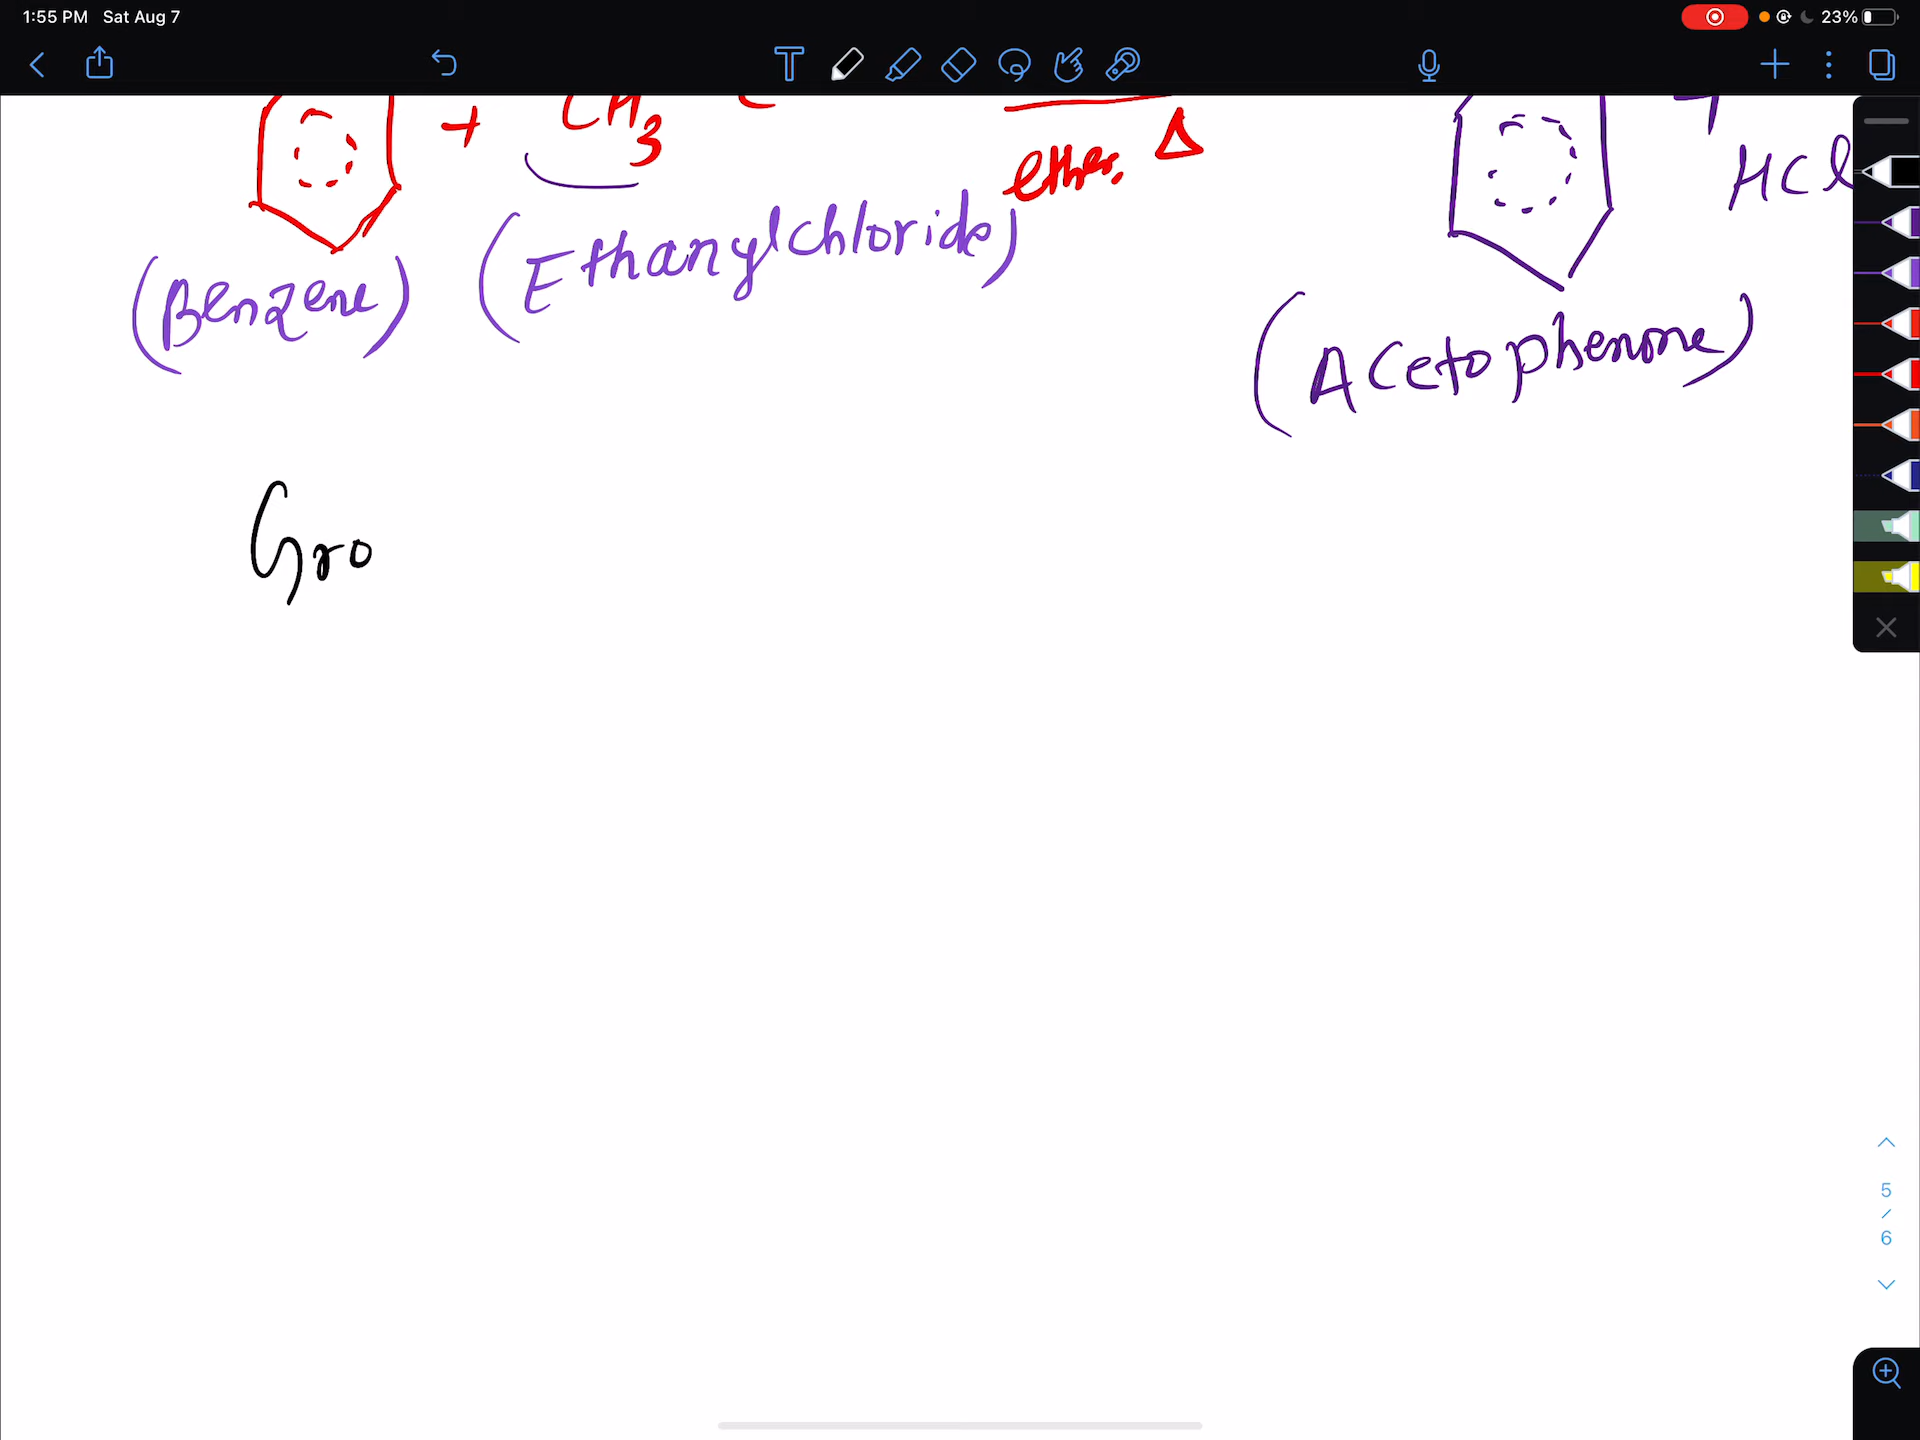 1:55 PM Sat Aug 7
23%
T
+ CH3
ether. Δ
HCl
(Benzene) (Ethanylchloride)
(Acetophenone)
Gro
5
/
6